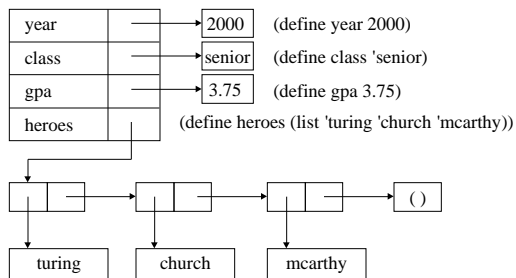 year 2000 (define year 2000)
class senior (define class 'senior)
gpa 3.75 (define gpa 3.75)
heroes (define heroes (list 'turing 'church 'mcarthy))
( )
turing church mcarthy